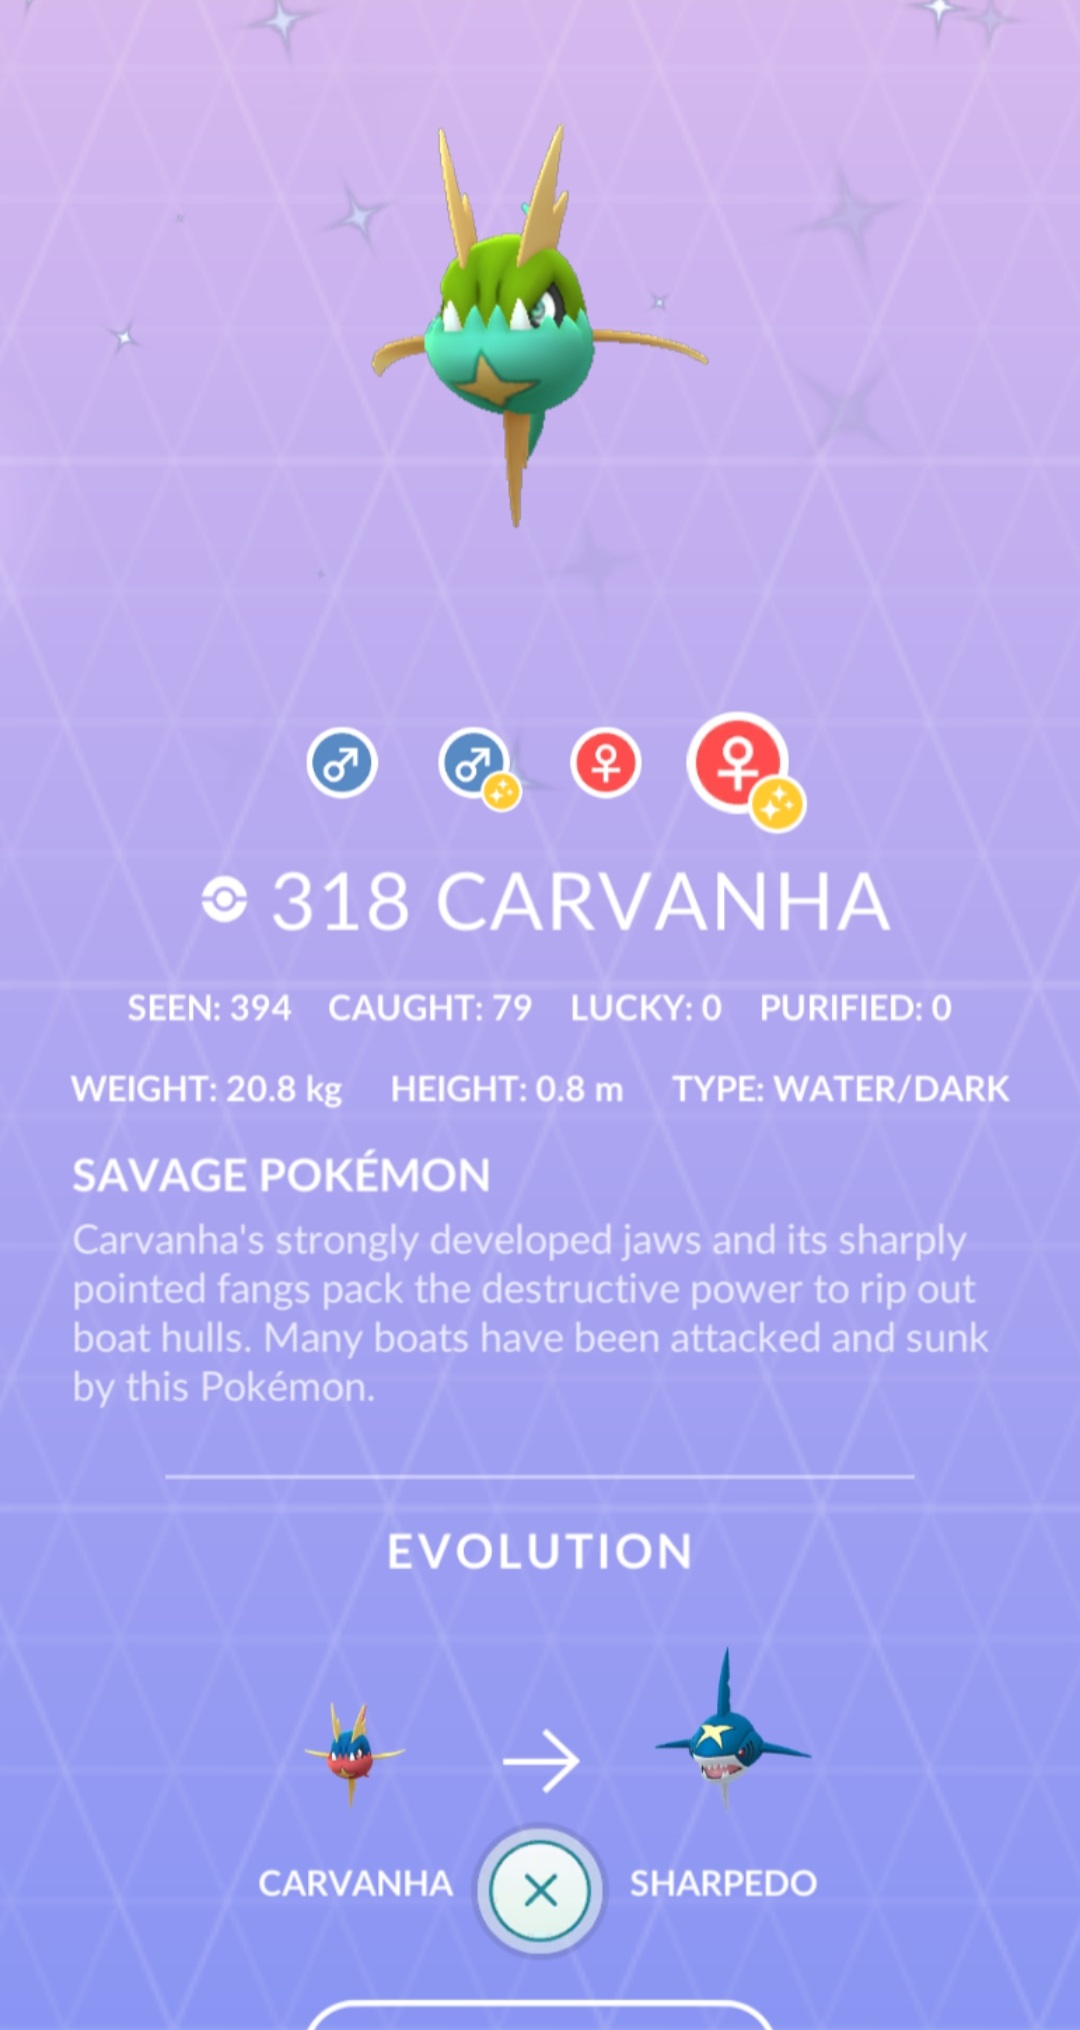 318 CARVANHA
SEEN: 394 CAUGHT: 79 LUCKY: 0 PURIFIED: 0
WEIGHT: 20.8 kg HEIGHT: 0.8 m TYPE: WATER/DARK
SAVAGE POKÉMON
Carvanha's strongly developed jaws and its sharply
pointed fangs pack the destructive power to rip out
boat hulls. Many boats have been attacked and sunk
by this Pokémon.
EVOLUTION
CARVANHA SHARPEDO